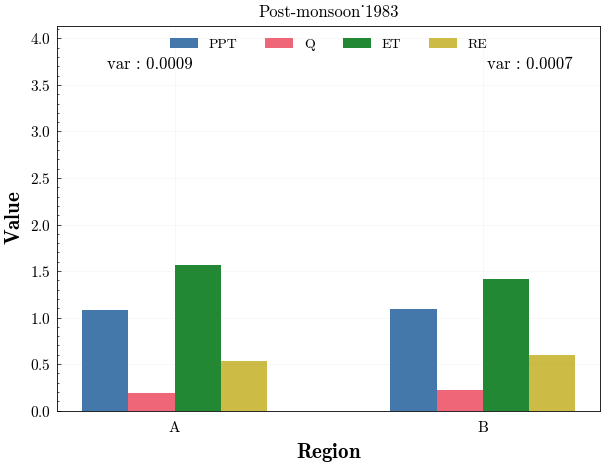 Post-monsoon˙1983
PPT Q ET RE
var : 0.0009 var : 0.0007
4.0
3.5
3.0
2.5
2.0
1.5
1.0
0.5
0.0
Value
A B
Region